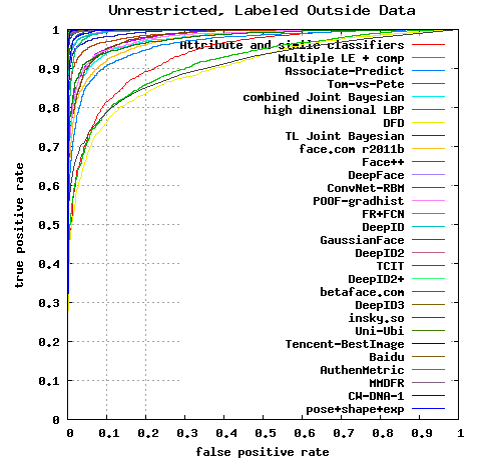 Unrestricted, Labeled Outside Data
1
Attribute and simile classifiers
Multiple LE + comp
0.9
Associate-Predict
Tom-vs-Pete
combined Joint Bayesian
0.8
high dimensional LBP
DFD
TL Joint Bayesian
0.7
face.com r2011b
Face++
DeepFace
0.6
ConvNet-RBM
POOF-gradhist
FR+FCN
0.5
DeepID
GaussianFace
DeepID2
0.4
TCIT
DeepID2+
betaface.com
0.3
DeepID3
insky.so
Uni-Ubi
0.2
Tencent-BestImage
Baidu
AuthenMetric
0.1
MMDFR
CW-DNA-1
pose+shape+exp
0
true positive rate
0 0.1 0.2 0.3 0.4 0.5 0.6 0.7 0.8 0.9 1
false positive rate